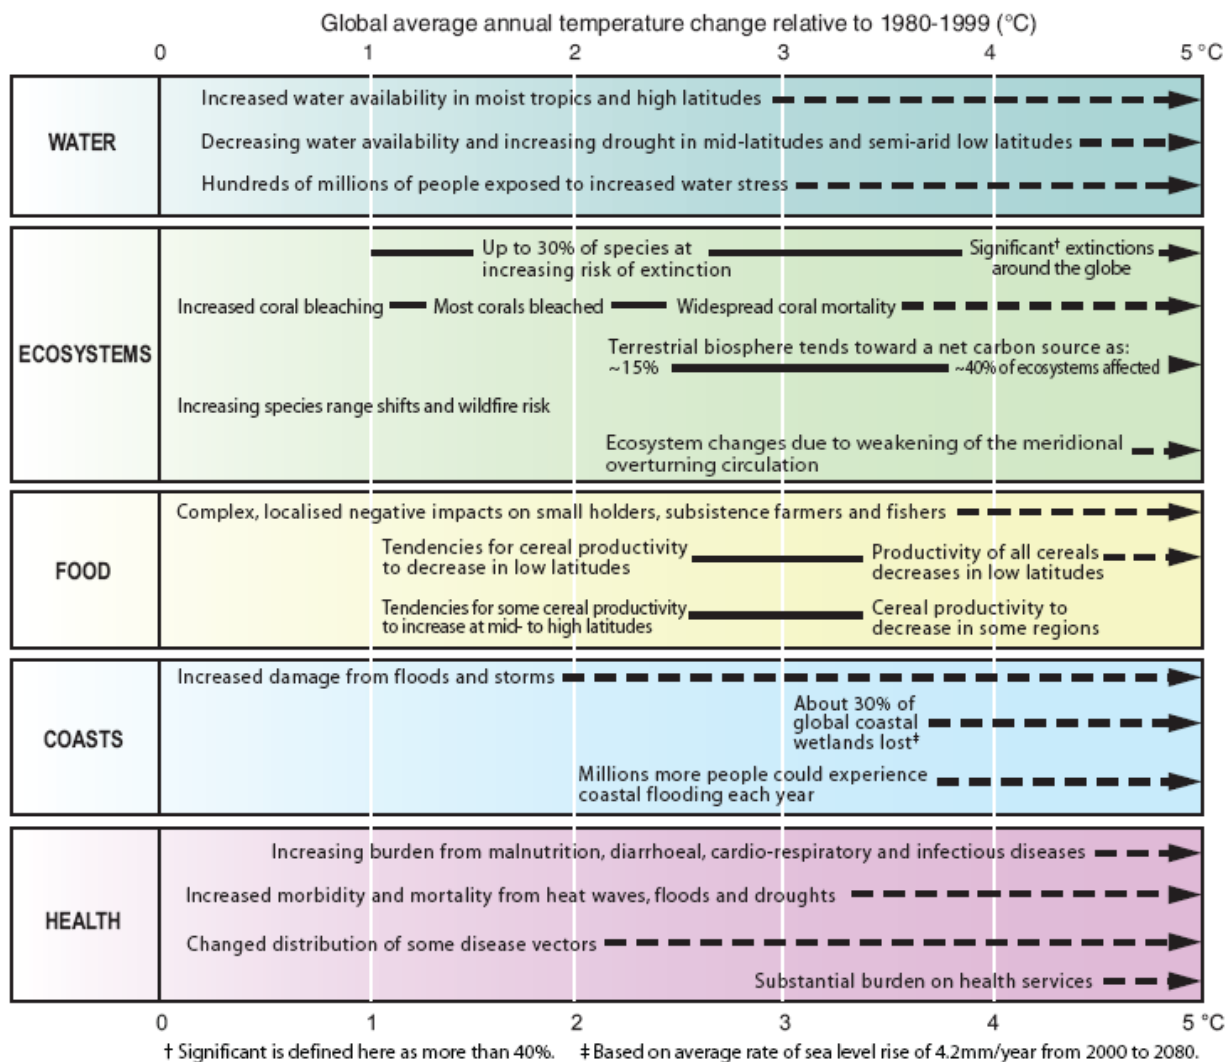 Global average annual temperature change relative to 1980-1999 (°C)
0 1 2 3 4 5 °C
WATER
Increased water availability in moist tropics and high latitudes
Decreasing water availability and increasing drought in mid-latitudes and semi-arid low latitudes
Hundreds of millions of people exposed to increased water stress
ECOSYSTEMS
Up to 30% of species at
increasing risk of extinction
Significant† extinctions
around the globe
Increased coral bleaching Most corals bleached Widespread coral mortality
Terrestrial biosphere tends toward a net carbon source as:
~15% ~40% of ecosystems affected
Increasing species range shifts and wildfire risk
Ecosystem changes due to weakening of the meridional
overturning circulation
FOOD
Complex, localised negative impacts on small holders, subsistence farmers and fishers
Tendencies for cereal productivity
to decrease in low latitudes
Productivity of all cereals
decreases in low latitudes
Tendencies for some cereal productivity
to increase at mid- to high latitudes
Cereal productivity to
decrease in some regions
COASTS
Increased damage from floods and storms
About 30% of
global coastal
wetlands lost‡
Millions more people could experience
coastal flooding each year
HEALTH
Increasing burden from malnutrition, diarrhoeal, cardio-respiratory and infectious diseases
Increased morbidity and mortality from heat waves, floods and droughts
Changed distribution of some disease vectors
Substantial burden on health services
0 1 2 3 4 5 °C
† Significant is defined here as more than 40%. ‡ Based on average rate of sea level rise of 4.2mm/year from 2000 to 2080.